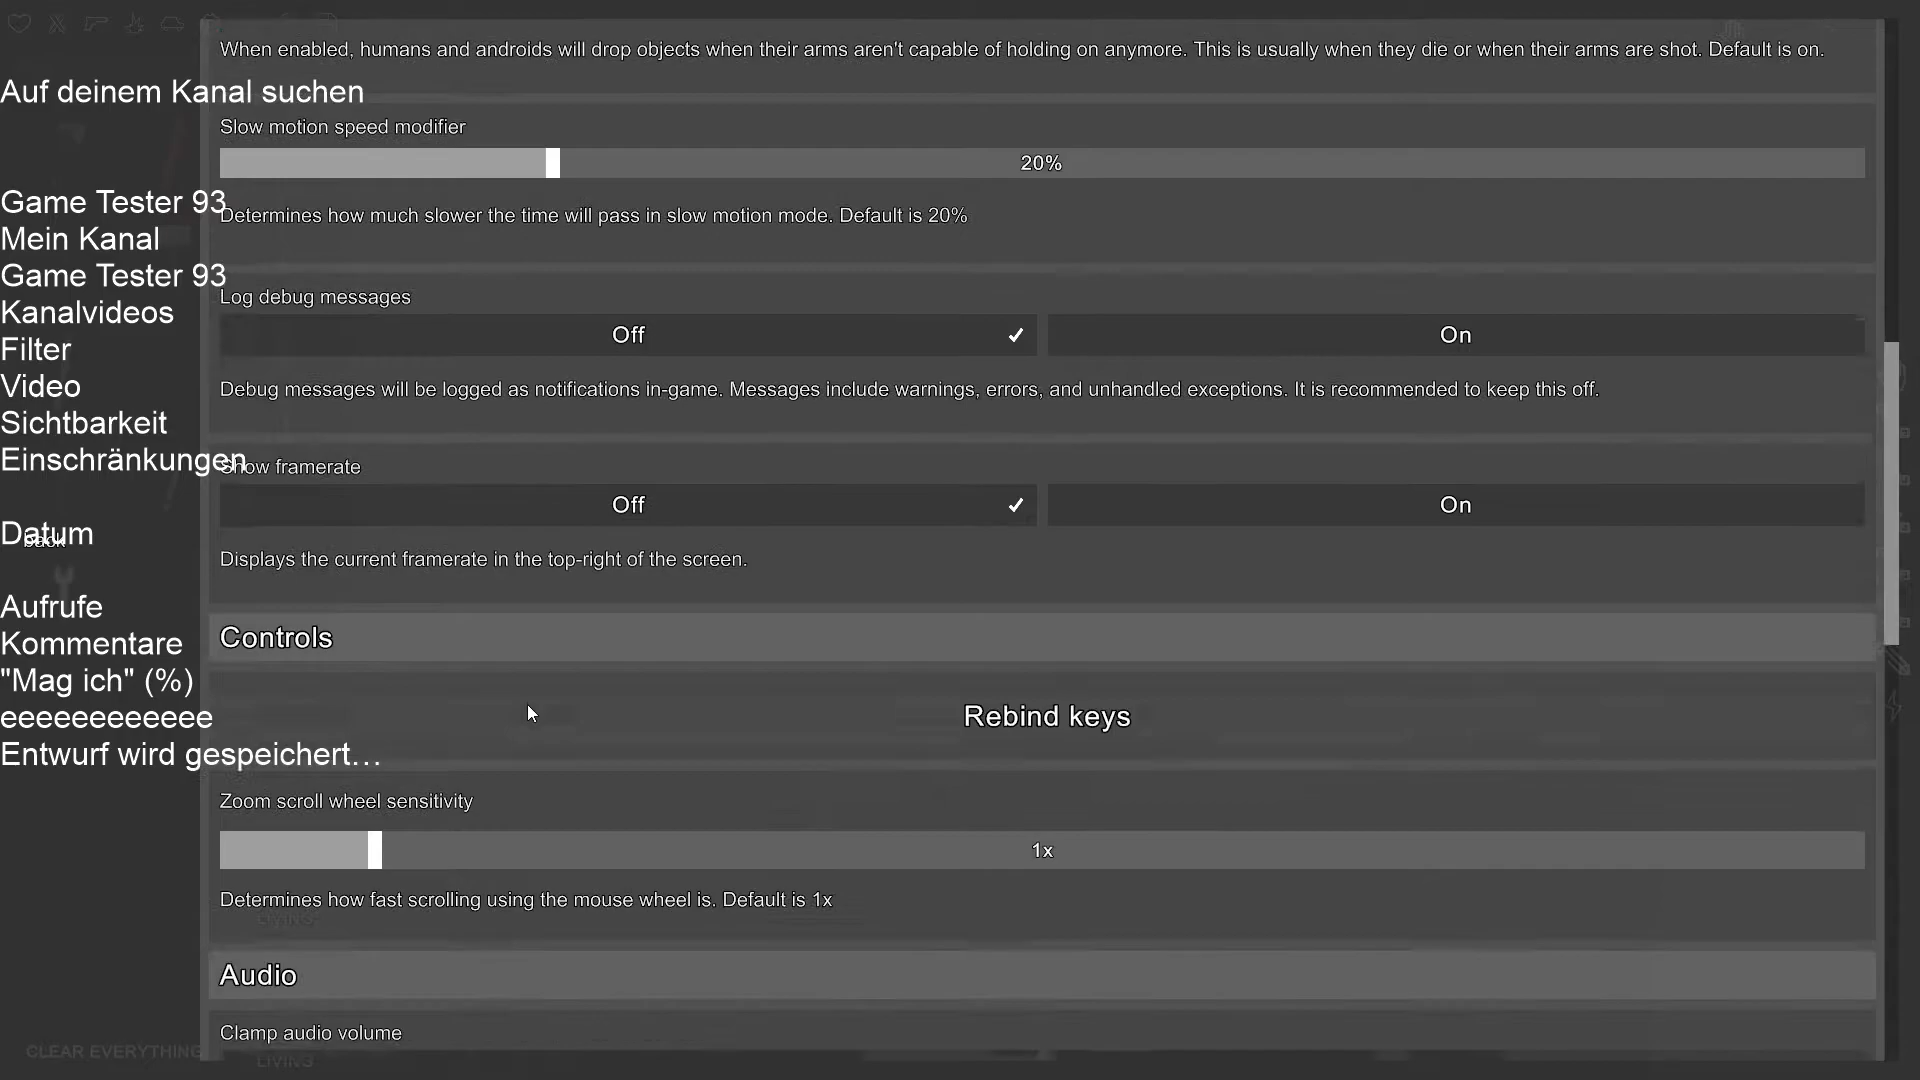 When enabled, humans and androids will drop objects when their arms aren't capable of holding on anymore. This is usually when they die or when their arms are shot. Default is on.
Auf deinem Kanal suchen
Slow motion speed modifier
20%
Game Tester 93
Determines how much slower the time will pass in slow motion mode. Default is 20%
Mein Kanal
Game Tester 93
Log debug messages
Kanalvideos
Off
On
Filter
Video
Debug messages will be logged as notifications in-game. Messages include warnings, errors, and unhandled exceptions. It is recommended to keep this off.
Sichtbarkeit
Einschränkungen
Show framerate
Off
On
Datum
back
Displays the current framerate in the top-right of the screen.
Aufrufe
Controls
Kommentare
"Mag ich" (%)
eeeeeeeeeeee
Rebind keys
Entwurf wird gespeichert…
Zoom scroll wheel sensitivity
1x
Determines how fast scrolling using the mouse wheel is. Default is 1x
LIVING
Audio
Clamp audio volume
CLEAR EVERYTHING
LIVING